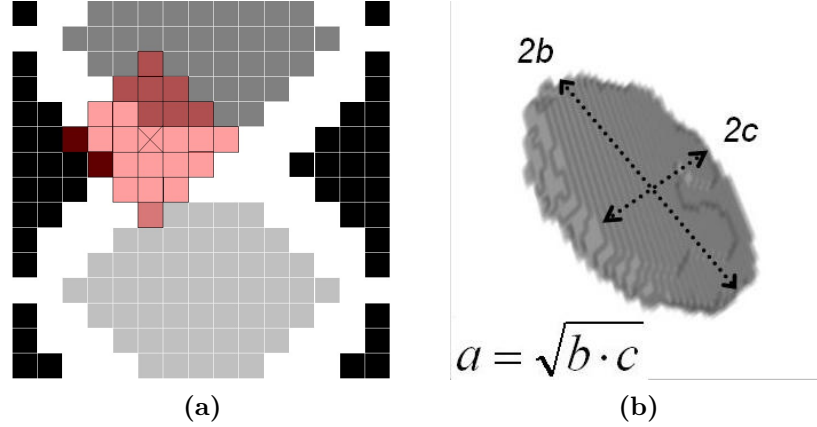 2b
2c
a = √b · c
(a)
(b)